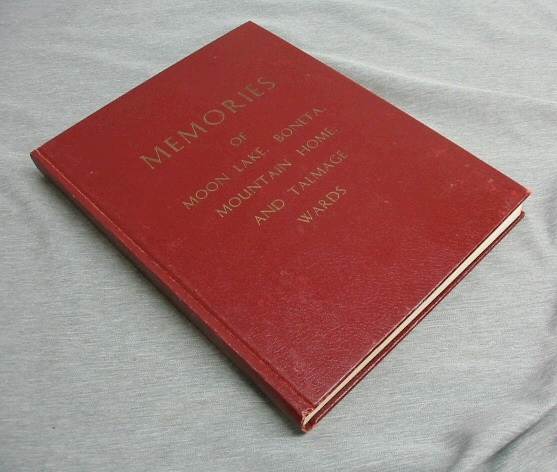 MEMORIES
OF
MOON LAKE, BONETA,
MOUNTAIN HOME,
AND TALMAGE
WARDS